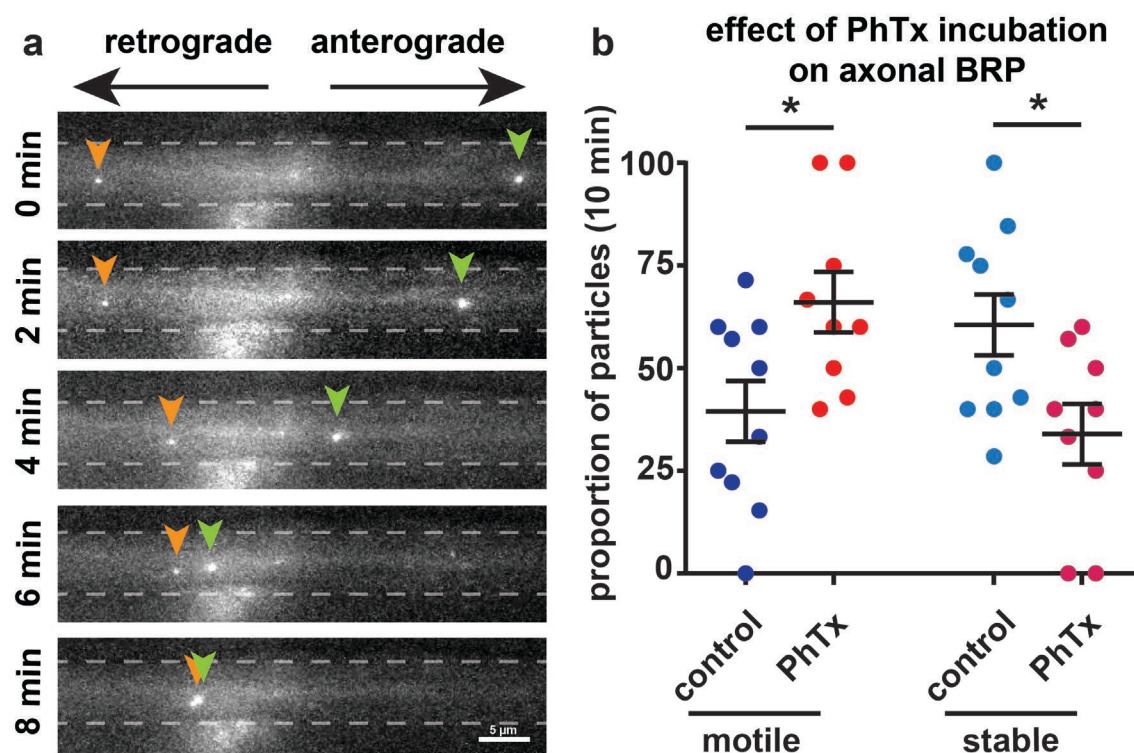 a
retrograde anterograde
0 min
2 min
4 min
6 min
8 min
5 µm
b
effect of PhTx incubation
on axonal BRP
* *
proportion of particles (10 min)
100
75
50
25
0
control PhTx control PhTx
motile stable